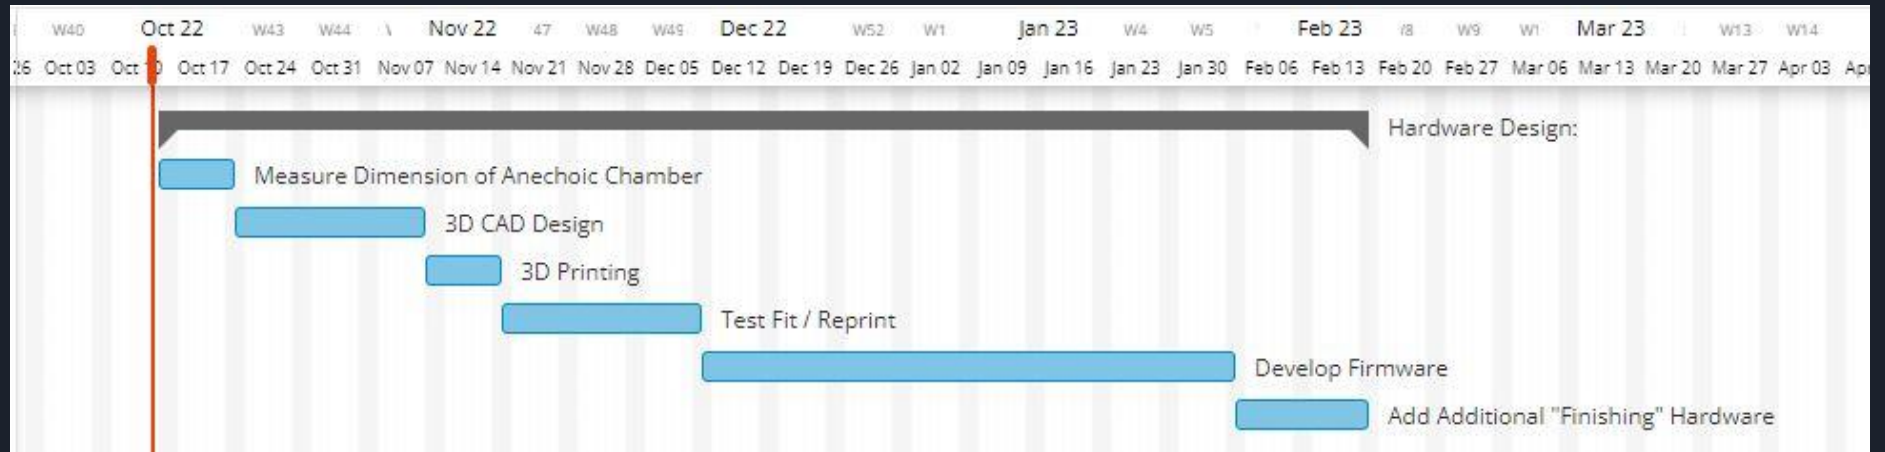 W40 Oct 22 W43 W44 Nov 22 47 W48 W49 Dec 22 W52 W1 Jan 23 W4 W5 Feb 23 W9 Mar 23 W13 W14
26 Oct 03 Oct 10 Oct 17 Oct 24 Oct 31 Nov 07 Nov 14 Nov 21 Nov 28 Dec 05 Dec 12 Dec 19 Dec 26 Jan 02 Jan 09 Jan 16 Jan 23 Jan 30 Feb 06 Feb 13 Feb 20 Feb 27 Mar 06 Mar 13 Mar 20 Mar 27 Apr 03
Hardware Design:
Measure Dimension of Anechoic Chamber
3D CAD Design
3D Printing
Test Fit / Reprint
Develop Firmware
Add Additional "Finishing" Hardware